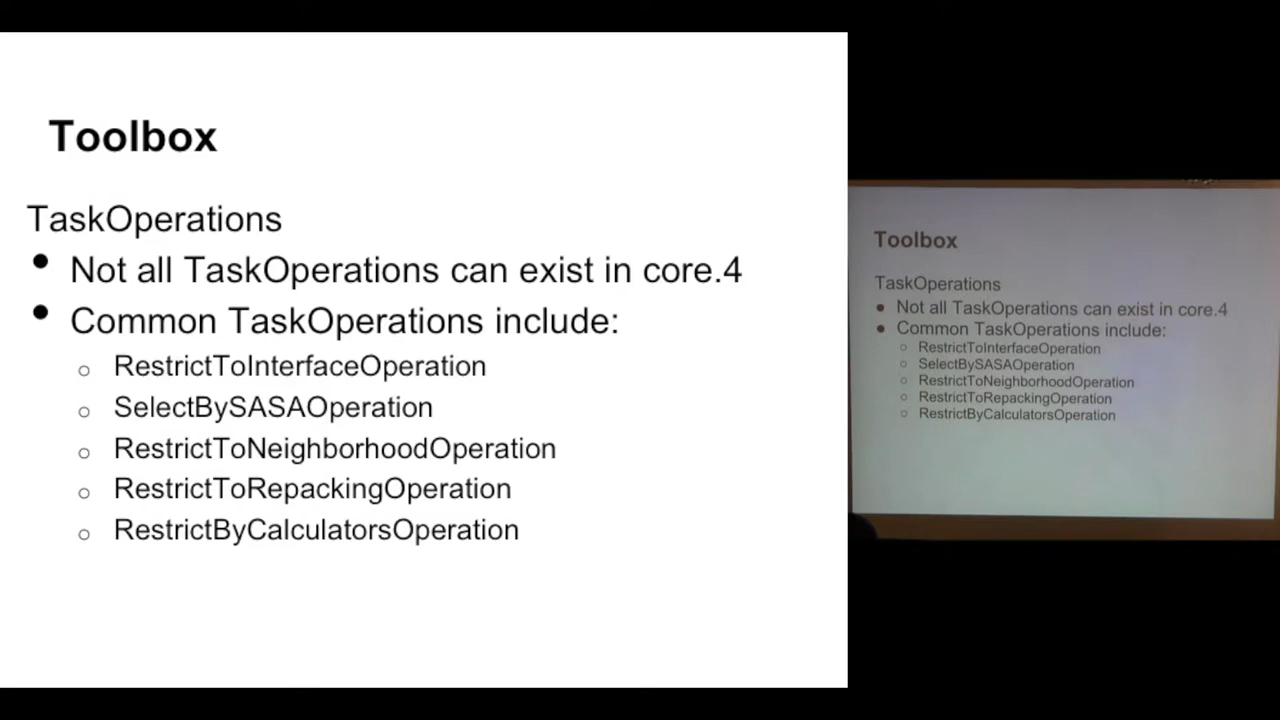 Toolbox
TaskOperations
• Not all TaskOperations can exist in core.4
• Common TaskOperations include:
○ RestrictToInterfaceOperation
○ SelectBySASAOperation
○ RestrictToNeighborhoodOperation
○ RestrictToRepackingOperation
○ RestrictByCalculatorsOperation
Toolbox
TaskOperations
• Not all TaskOperations can exist in core.4
• Common TaskOperations include:
○ RestrictToInterfaceOperation
○ SelectBySASAOperation
○ RestrictToNeighborhoodOperation
○ RestrictToRepackingOperation
○ RestrictByCalculatorsOperation